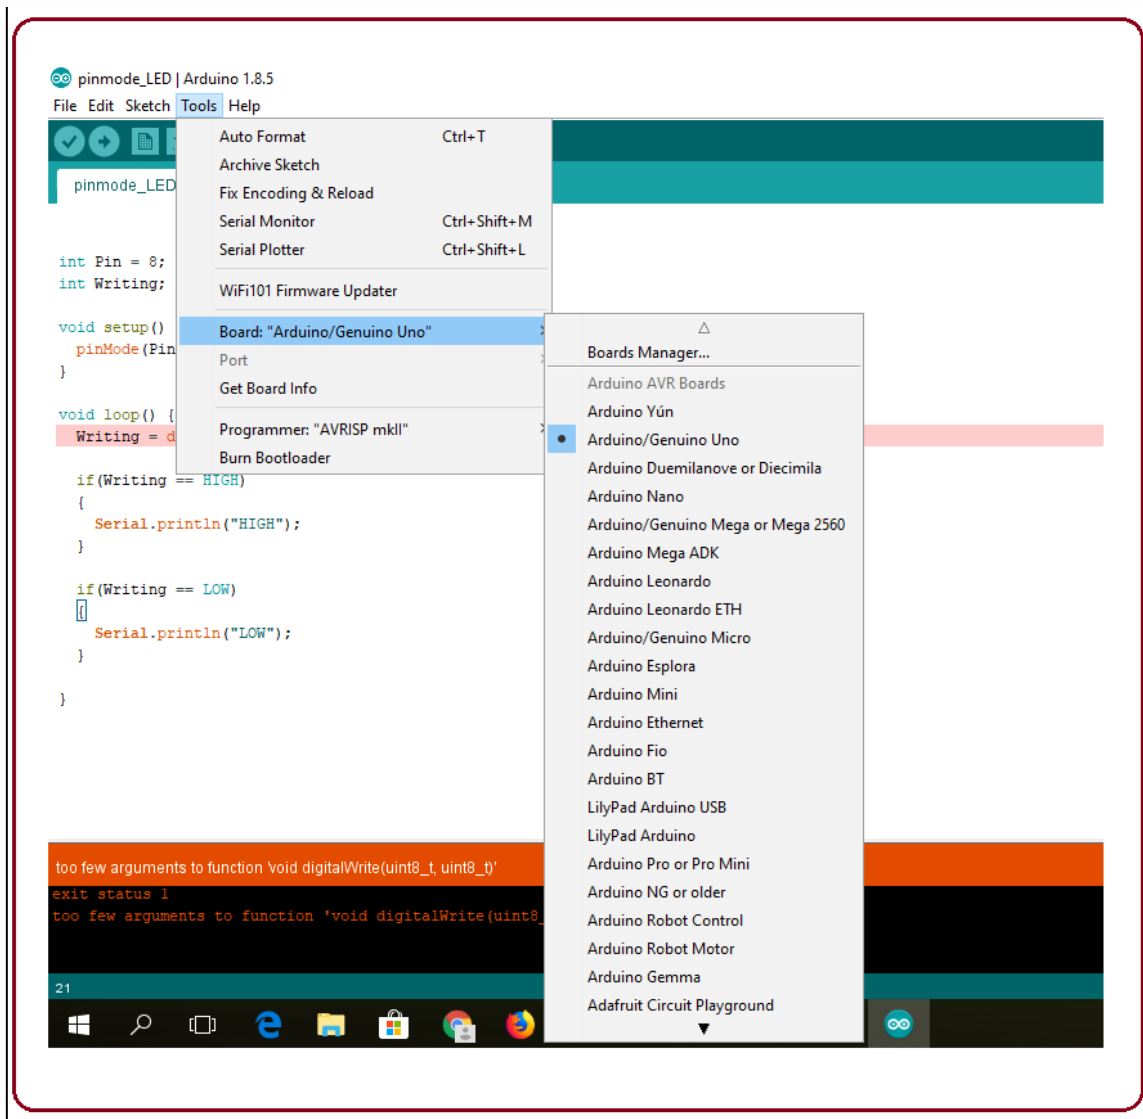 pinmode_LED | Arduino 1.8.5
File Edit Sketch Tools Help
pinmode_LED
Auto Format Ctrl+T
Archive Sketch
Fix Encoding & Reload
Serial Monitor Ctrl+Shift+M
Serial Plotter Ctrl+Shift+L
WiFi101 Firmware Updater
Board: "Arduino/Genuino Uno"
Port
Get Board Info
Programmer: "AVRISP mkII"
Burn Bootloader
int Pin = 8;
int Writing;
void setup()
pinMode(Pin
}
void loop() {
Writing = d
if(Writing == HIGH)
{
Serial.println("HIGH");
}
if(Writing == LOW)
{
Serial.println("LOW");
}
}
Boards Manager...
Arduino AVR Boards
Arduino Yún
Arduino/Genuino Uno
Arduino Duemilanove or Diecimila
Arduino Nano
Arduino/Genuino Mega or Mega 2560
Arduino Mega ADK
Arduino Leonardo
Arduino Leonardo ETH
Arduino/Genuino Micro
Arduino Esplora
Arduino Mini
Arduino Ethernet
Arduino Fio
Arduino BT
LilyPad Arduino USB
LilyPad Arduino
Arduino Pro or Pro Mini
Arduino NG or older
Arduino Robot Control
Arduino Robot Motor
Arduino Gemma
Adafruit Circuit Playground
too few arguments to function 'void digitalWrite(uint8_t, uint8_t)'
exit status 1
too few arguments to function 'void digitalWrite(uint8_
21